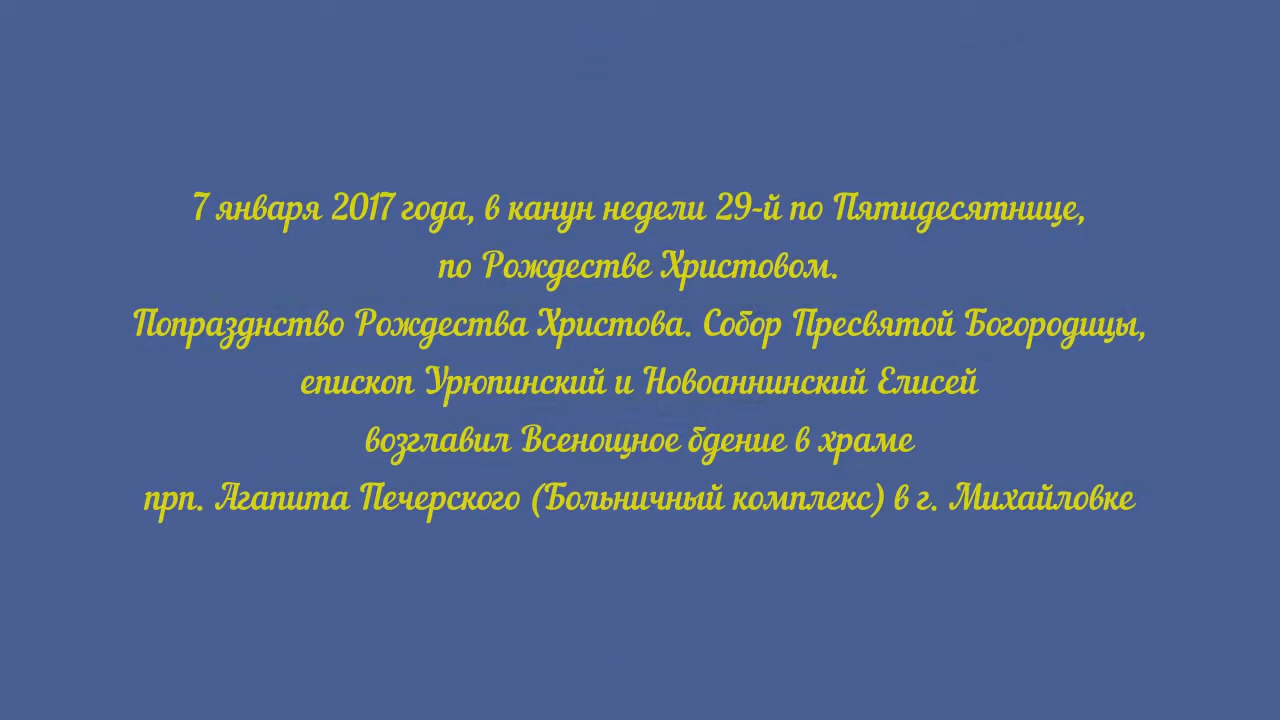 7 января 2017 года, в канун недели 29-й по Пятидесятнице,
по Рождестве Христовом.
Попразднство Рождества Христова. Собор Пресвятой Богородицы,
епископ Урюпинский и Новоаннинский Елисей
возглавил Всенощное бдение в храме
прп. Агапита Печерского (Больничный комплекс) в г. Михайловке